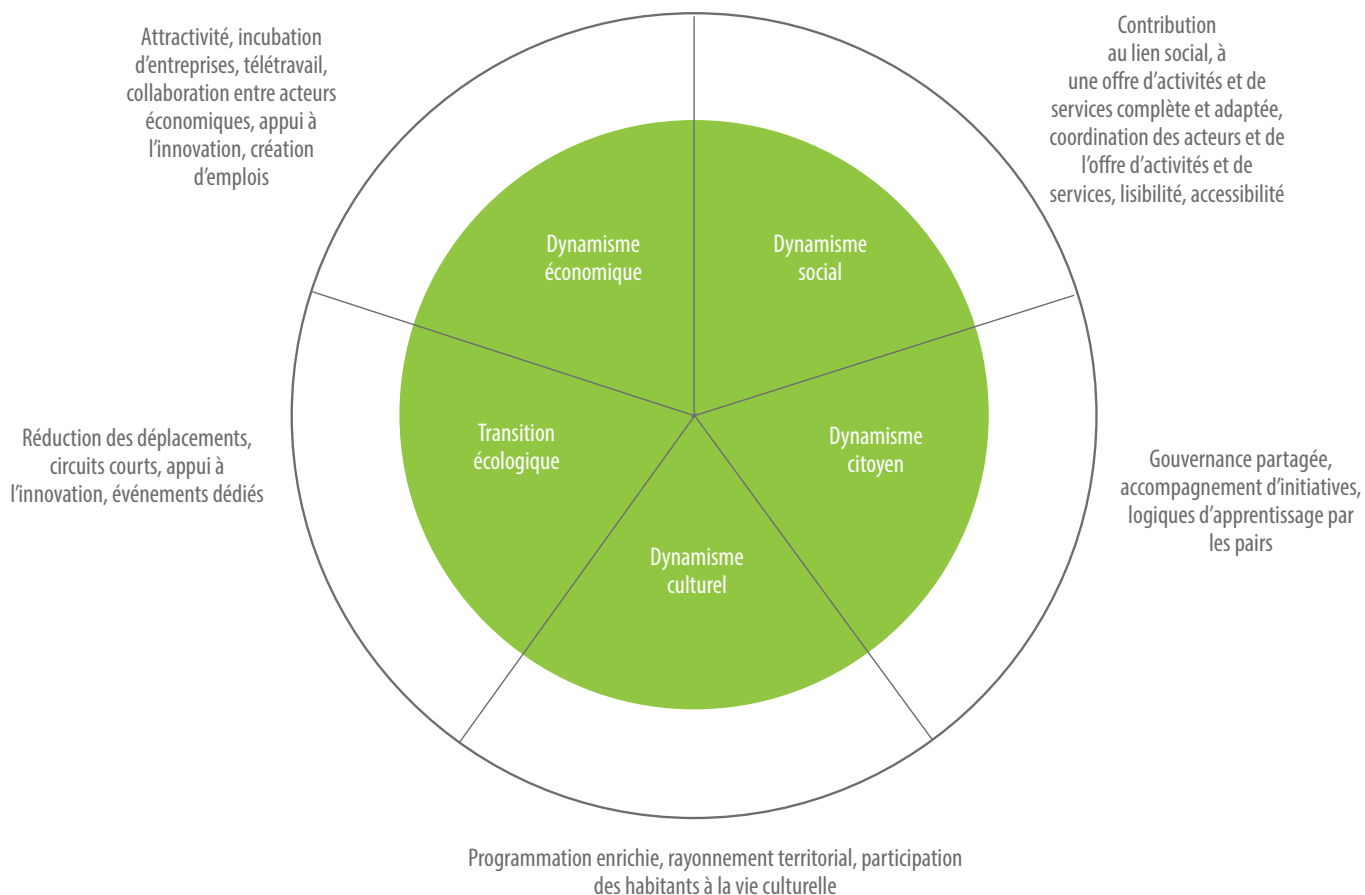 Attractivité, incubation
d’entreprises, télétravail,
collaboration entre acteurs
économiques, appui à
l’innovation, création
d’emplois
Contribution
au lien social, à
une offre d’activités et de
services complète et adaptée,
coordination des acteurs et de
l’offre d’activités et de
services, lisibilité, accessibilité
Dynamisme
économique
Dynamisme
social
Réduction des déplacements,
circuits courts, appui à
l’innovation, événements dédiés
Transition
écologique
Dynamisme
citoyen
Gouvernance partagée,
accompagnement d’initiatives,
logiques d’apprentissage par
les pairs
Dynamisme
culturel
Programmation enrichie, rayonnement territorial, participation
des habitants à la vie culturelle